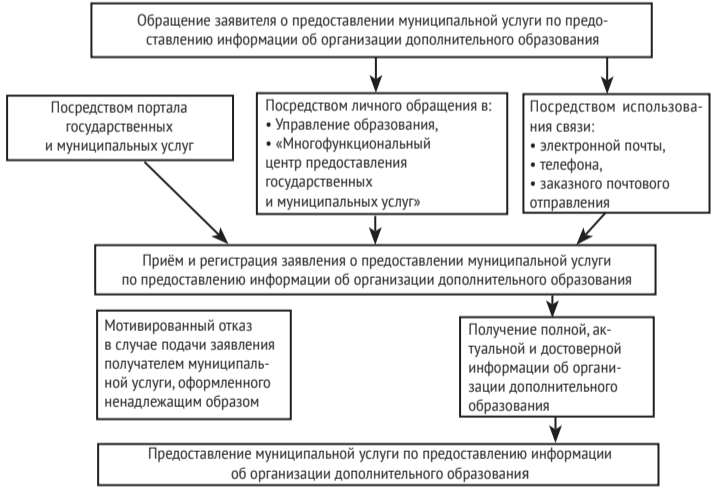 Обращение заявителя о предоставлении муниципальной услуги по предо-
ставлению информации об организации дополнительного образования
Посредством портала
государственных
и муниципальных услуг
Посредством личного обращения в:
• Управление образования,
• «Многофункциональный
центр предоставления
государственных
и муниципальных услуг»
Посредством использова-
ния связи:
• электронной почты,
• телефона,
• заказного почтового
отправления
Приём и регистрация заявления о предоставлении муниципальной услуги
по предоставлению информации об организации дополнительного образования
Мотивированный отказ
в случае подачи заявления
получателем муниципаль-
ной услуги, оформленного
ненадлежащим образом
Получение полной, ак-
туальной и достоверной
информации об органи-
зации дополнительного
образования
Предоставление муниципальной услуги по предоставлению информации
об организации дополнительного образования